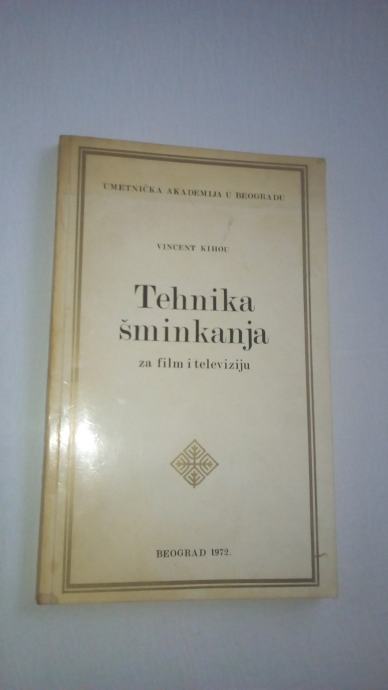 UMETNIČKA AKADEMIJA U BEOGRADU
VINCENT KIHOU
Tehnika
šminkanja
za film i televiziju
BEOGRAD 1972.